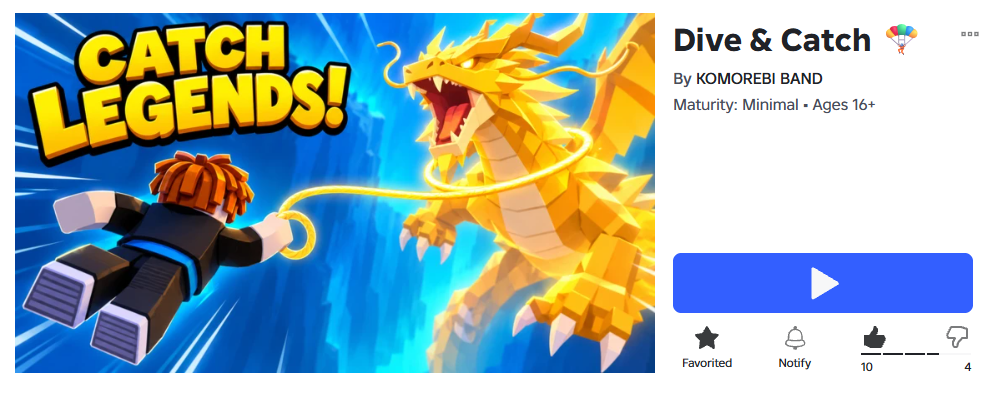 CATCH
LEGENDS!
Dive & Catch
By KOMOREBI BAND
Maturity: Minimal • Ages 16+
Favorited
Notify
10
4